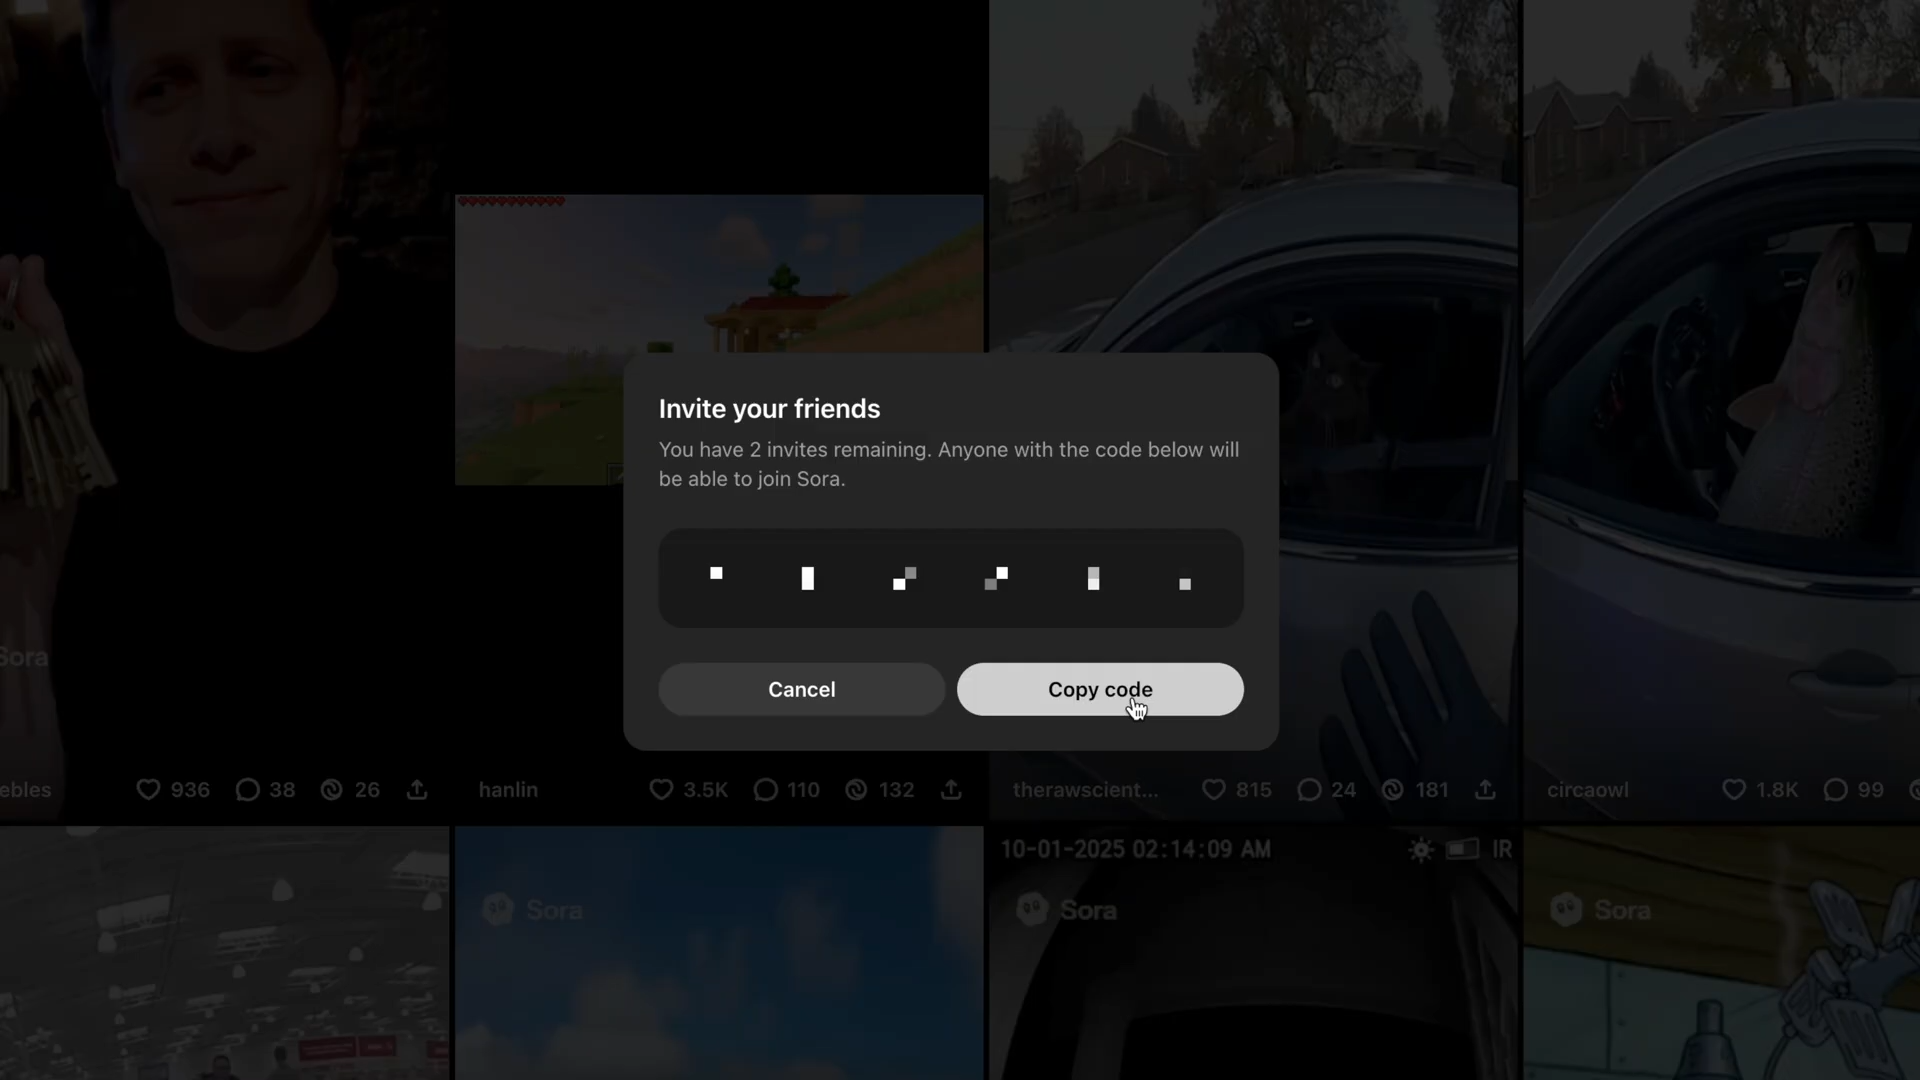 Invite your friends
You have 2 invites remaining. Anyone with the code below will
be able to join Sora.
Cancel
Copy code
Sora
ebles
936
38
26
hanlin
3.5K
110
132
therawscient...
815
24
181
circaowl
1.8K
99
10-01-2025 02:14:09 AM
IR
Sora
Sora
Sora